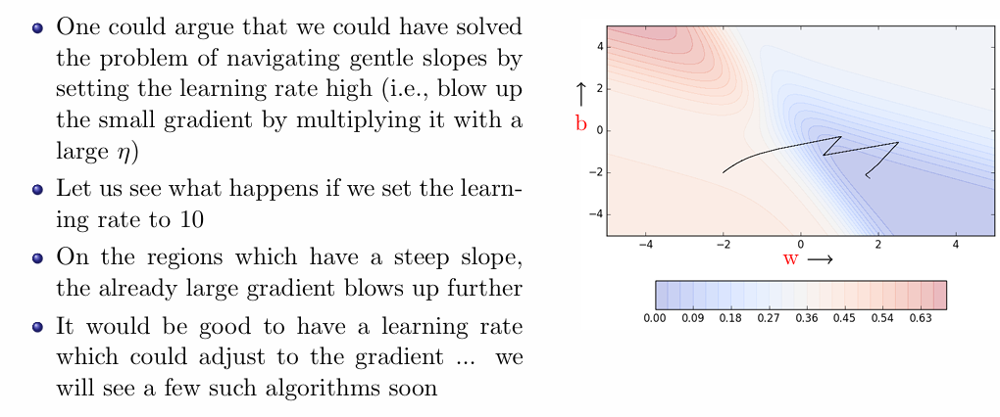 One could argue that we could have solved
the problem of navigating gentle slopes by
setting the learning rate high (i.e., blow up
the small gradient by multiplying it with a
large η)
Let us see what happens if we set the learn-
ing rate to 10
On the regions which have a steep slope,
the already large gradient blows up further
It would be good to have a learning rate
which could adjust to the gradient ... we
will see a few such algorithms soon
4
2
0
−2
−4
b →
−4 −2 0 2 4
w →
0.00 0.09 0.18 0.27 0.36 0.45 0.54 0.63